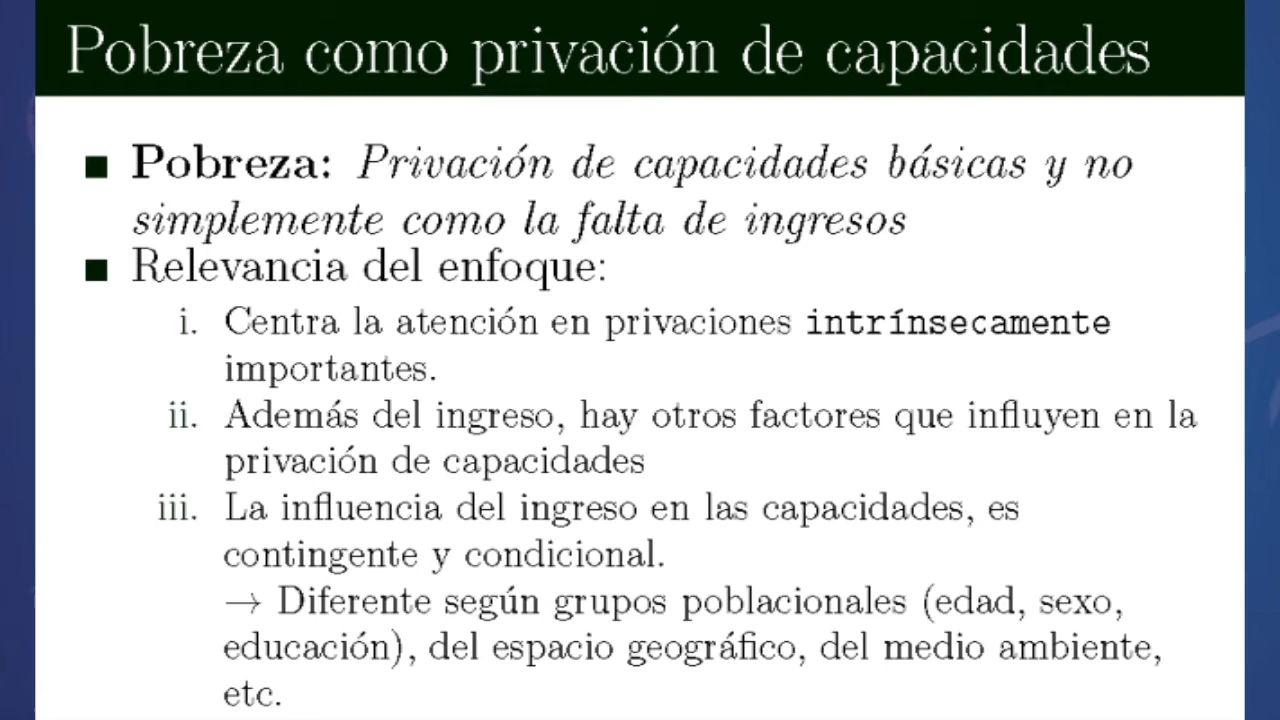 Pobreza como privación de capacidades
Pobreza: Privación de capacidades básicas y no
simplemente como la falta de ingresos
Relevancia del enfoque:
i. Centra la atención en privaciones intrínsecamente
importantes.
ii. Además del ingreso, hay otros factores que influyen en la
privación de capacidades
iii. La influencia del ingreso en las capacidades, es
contingente y condicional.
→ Diferente según grupos poblacionales (edad, sexo,
educación), del espacio geográfico, del medio ambiente,
etc.